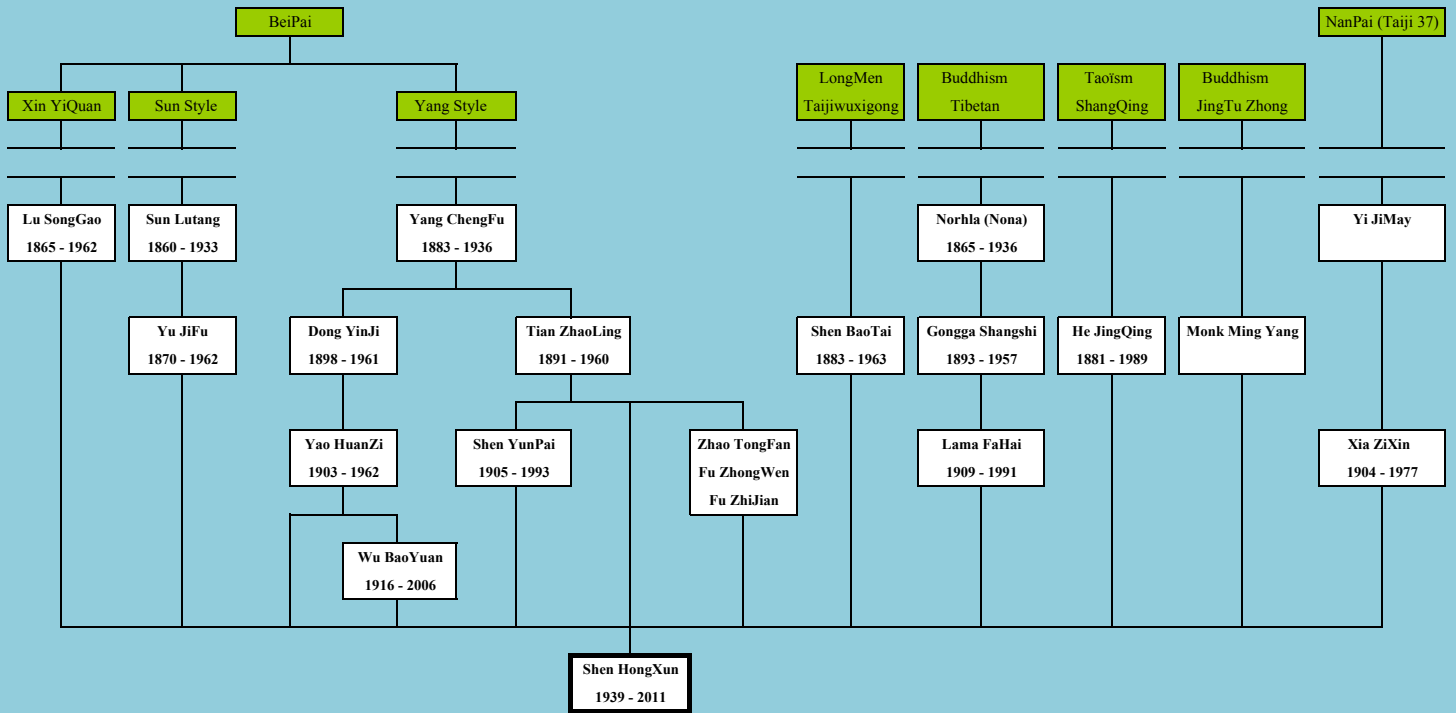 BeiPai
NanPai (Taiji 37)
Xin YiQuan
Sun Style
Yang Style
LongMen
Taijiwuxigong
Buddhism
Tibetan
Taoïsm
ShangQing
Buddhism
JingTu Zhong
Lu SongGao
1865 - 1962
Sun Lutang
1860 - 1933
Yang ChengFu
1883 - 1936
Norhla (Nona)
1865 - 1936
Yi JiMay
Yu JiFu
1870 - 1962
Dong YinJi
1898 - 1961
Tian ZhaoLing
1891 - 1960
Shen BaoTai
1883 - 1963
Gongga Shangshi
1893 - 1957
He JingQing
1881 - 1989
Monk Ming Yang
Yao HuanZi
1903 - 1962
Shen YunPai
1905 - 1993
Zhao TongFan
Fu ZhongWen
Fu ZhiJian
Lama FaHai
1909 - 1991
Xia ZiXin
1904 - 1977
Wu BaoYuan
1916 - 2006
Shen HongXun
1939 - 2011